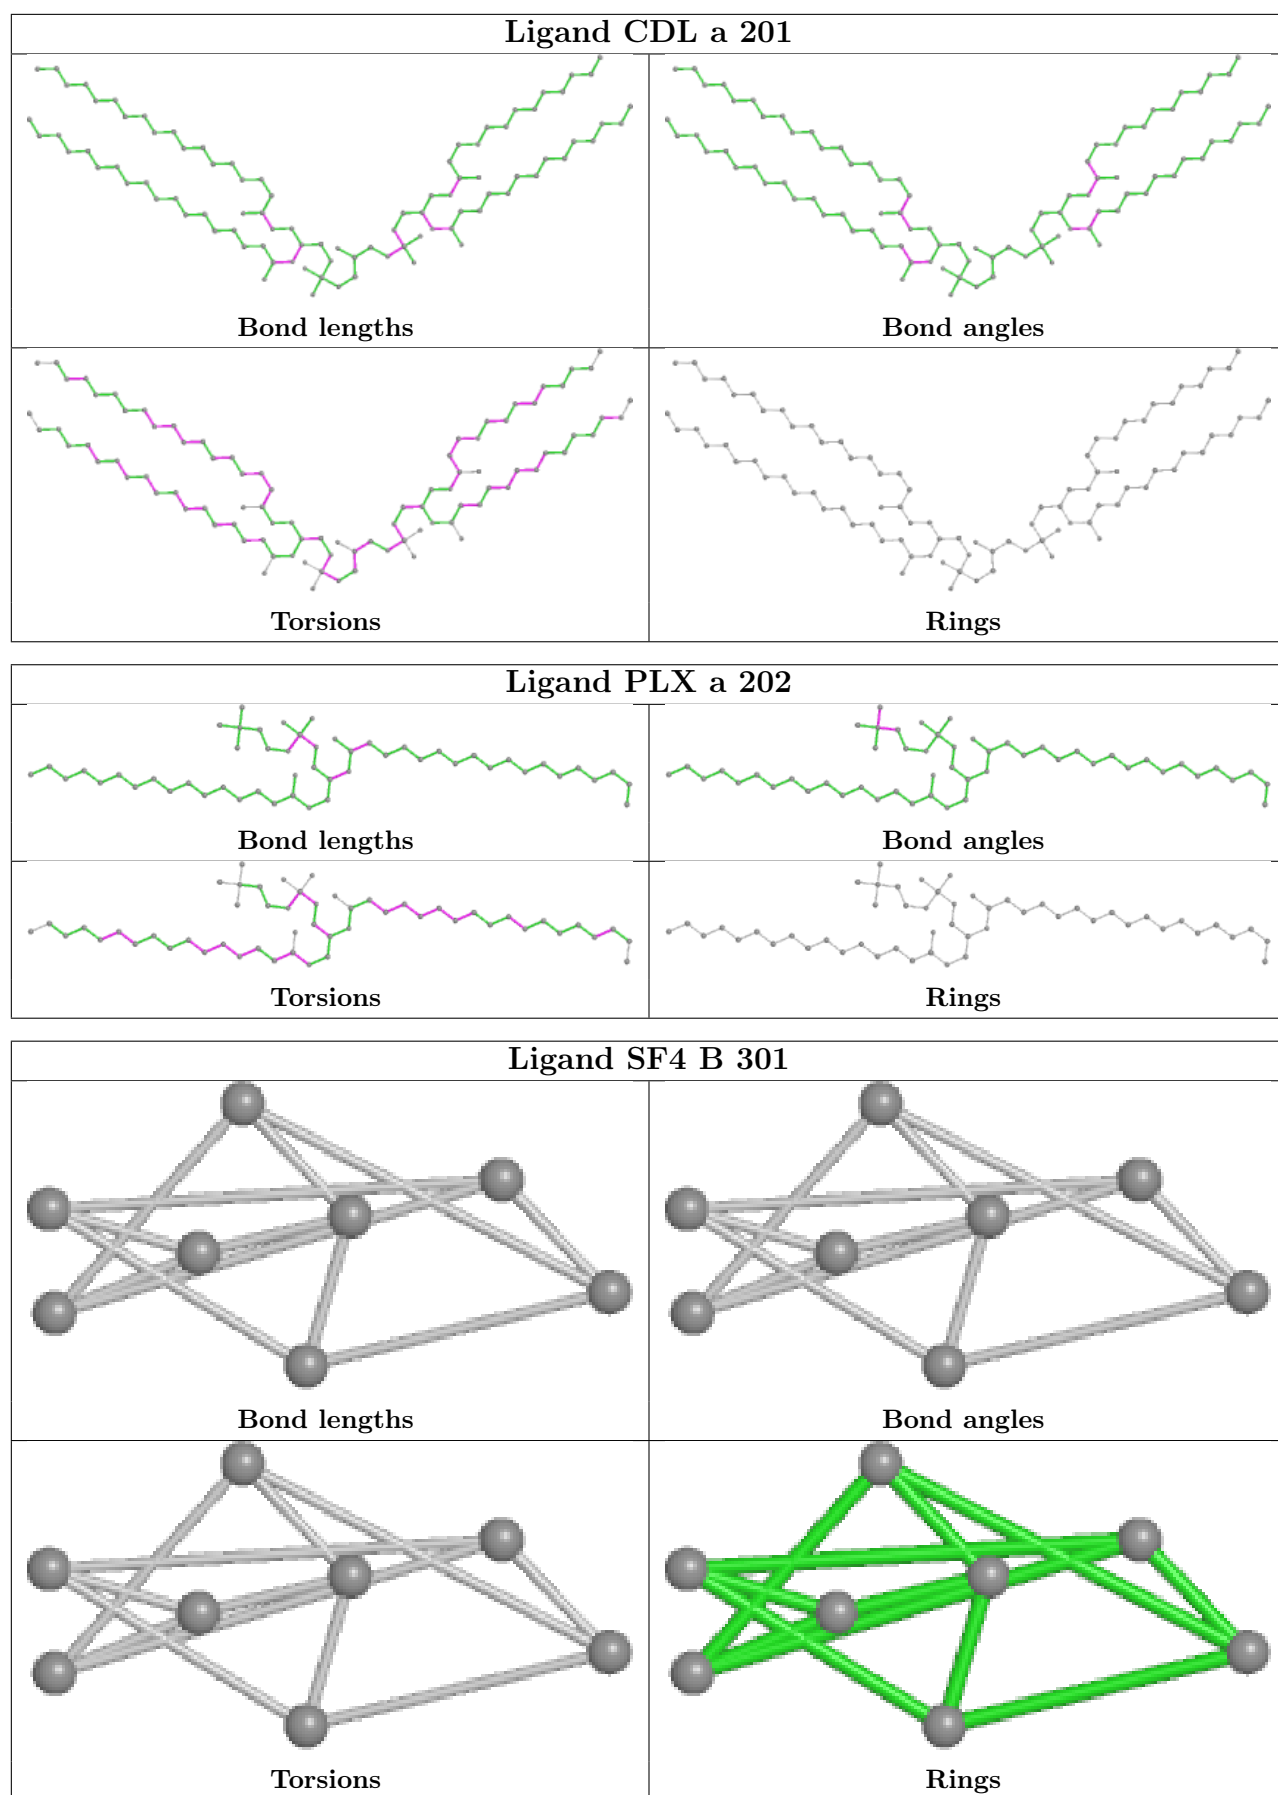 Ligand CDL a 201
Bond lengths
Bond angles
Torsions
Rings
Ligand PLX a 202
Bond lengths
Bond angles
Torsions
Rings
Ligand SF4 B 301
Bond lengths
Bond angles
Torsions
Rings